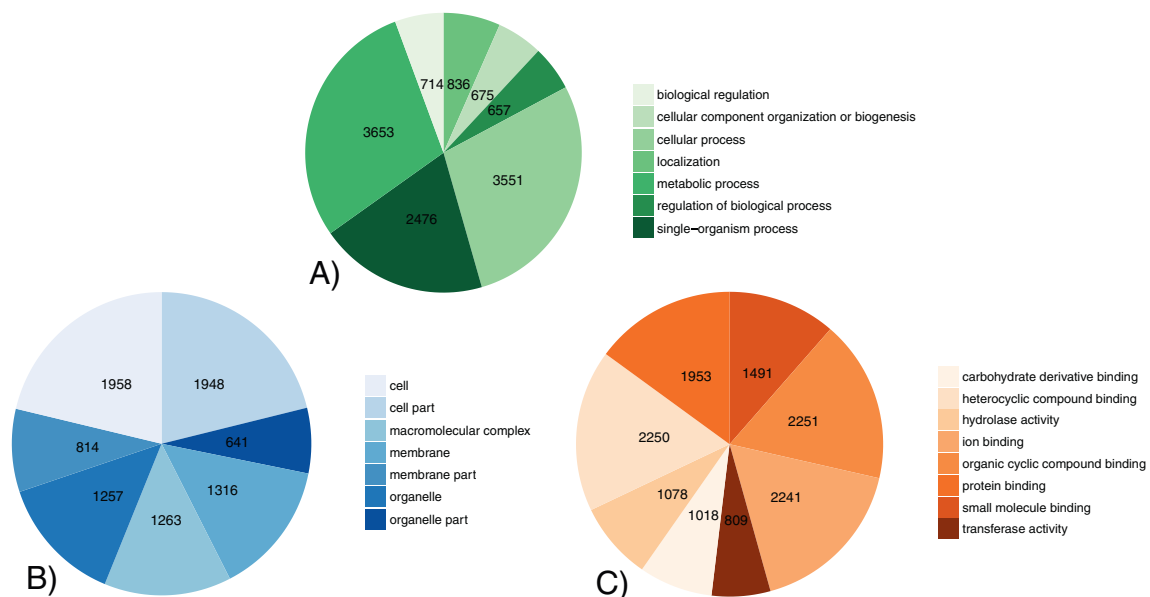 714
836
675
657
3653
3551
2476
biological regulation
cellular component organization or biogenesis
cellular process
localization
metabolic process
regulation of biological process
single−organism process
A)
1958
1948
814
641
1257
1316
1263
cell
cell part
macromolecular complex
membrane
membrane part
organelle
organelle part
B)
1953
1491
2250
2251
1078
2241
1018
809
carbohydrate derivative binding
heterocyclic compound binding
hydrolase activity
ion binding
organic cyclic compound binding
protein binding
small molecule binding
transferase activity
C)